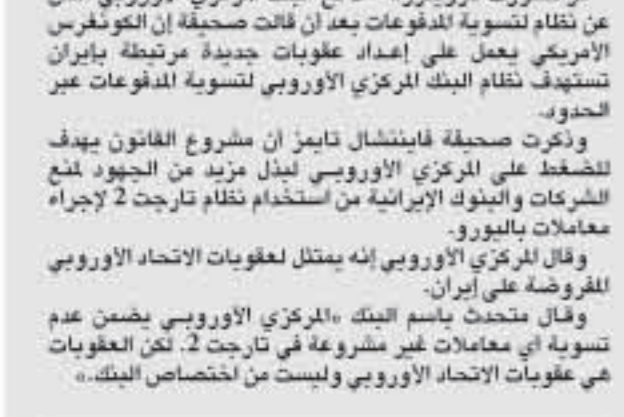 عن نظام لتسوية المدفوعات بعد أن قالت صحيفة إن الكونغرس
الأمريكي يعمل على إعداد عقوبات جديدة مرتبطة بإيران
تستهدف نظام البنك المركزي الأوروبي لتسوية المدفوعات عبر
الحدود.
وذكرت صحيفة فايننشال تايمز أن مشروع القانون يهدف
للضغط على المركزي الأوروبي لبذل مزيد من الجهود لمنع
الشركات والبنوك الإيرانية من استخدام نظام تارجت 2 لإجراء
معاملات باليورو.
وقال المركزي الأوروبي إنه يمتثل لعقوبات الاتحاد الأوروبي
المفروضة على إيران.
وقال متحدث باسم البنك «المركزي الأوروبي يضمن عدم
تسوية أي معاملات غير مشروعة في تارجت 2. لكن العقوبات
هي عقوبات الاتحاد الأوروبي وليست من اختصاص البنك.»